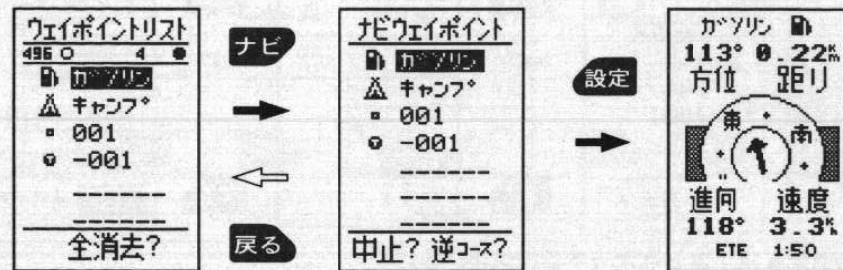 ウェイポイントリスト
496 4
ガソリン
キャンプ
001
-001
全消去?
ナビ
戻る
ナビウェイポイント
ガソリン
キャンプ
001
-001
中止? 逆コース?
設定
ガソリン
113° 0.22km
方位 距り
東 南
進向 速度
118° 3.3
ETE 1:50